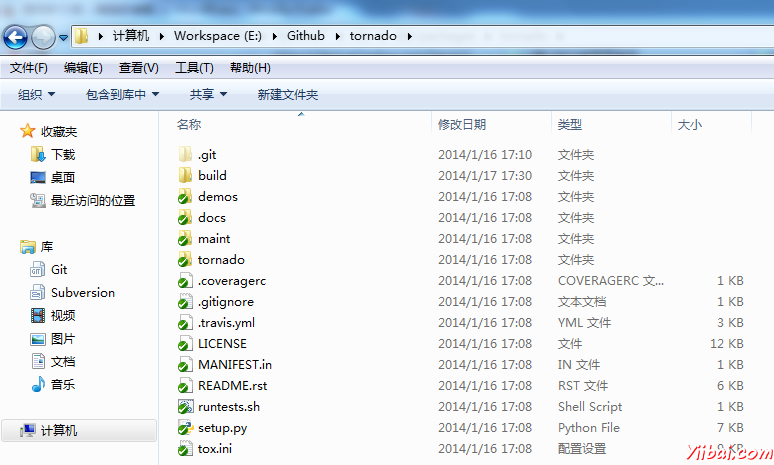 计算机 Workspace (E:) Github tornado
文件(F) 编辑(E) 查看(V) 工具(T) 帮助(H)
组织 包含到库中 共享 新建文件夹
收藏夹
下载
桌面
最近访问的位置
库
Git
Subversion
视频
图片
文档
音乐
计算机
名称 修改日期 类型 大小
.git 2014/1/16 17:10 文件夹
build 2014/1/17 17:30 文件夹
demos 2014/1/16 17:08 文件夹
docs 2014/1/16 17:08 文件夹
maint 2014/1/16 17:08 文件夹
tornado 2014/1/16 17:08 文件夹
.coveragerc 2014/1/16 17:08 COVERAGERC 文... 1 KB
.gitignore 2014/1/16 17:08 文本文档 1 KB
.travis.yml 2014/1/16 17:08 YML 文件 3 KB
LICENSE 2014/1/16 17:08 文件 12 KB
MANIFEST.in 2014/1/16 17:08 IN 文件 1 KB
README.rst 2014/1/16 17:08 RST 文件 6 KB
runtests.sh 2014/1/16 17:08 Shell Script 1 KB
setup.py 2014/1/16 17:08 Python File 7 KB
tox.ini 2014/1/16 17:08 配置设置 KB
Yiibai.com